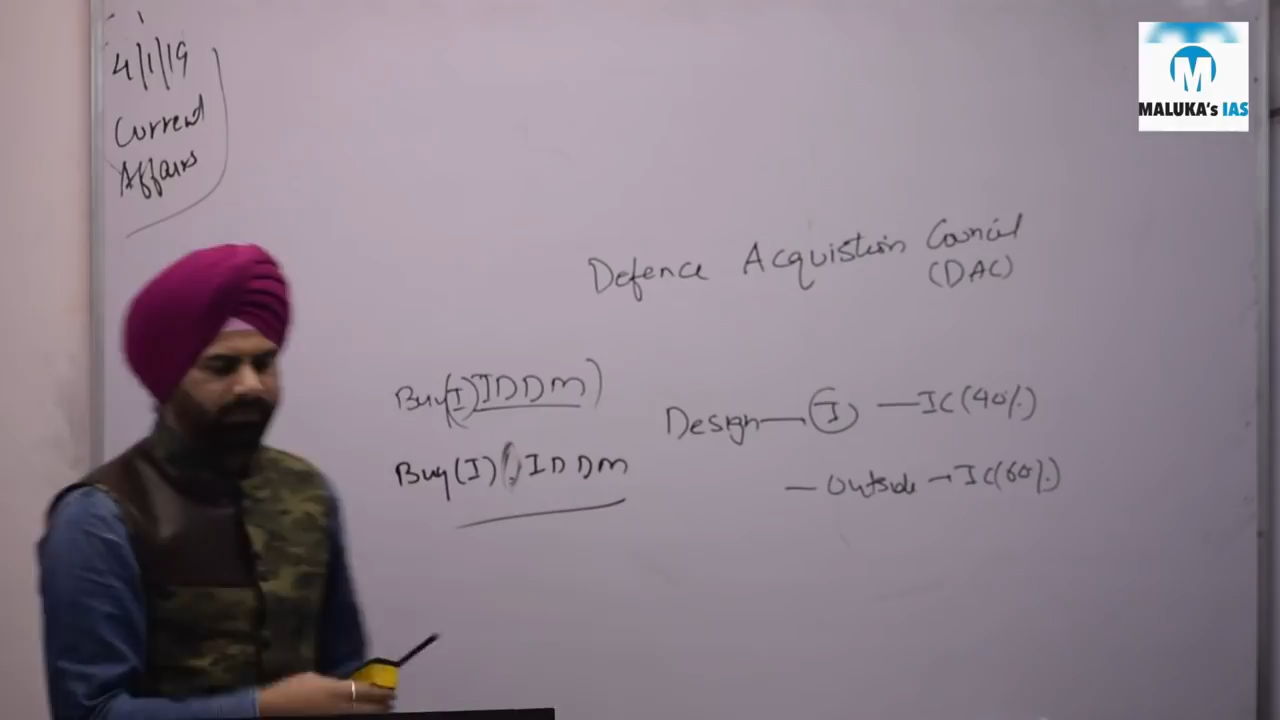 4/1/19
Current
Affairs
MALUKA's IAS
Defence Acquistion Council
(DAC)
Buy(I) IDDM)
Design — I — IC (40%)
Buy (I) IDDM
— Outside → IC (60%)